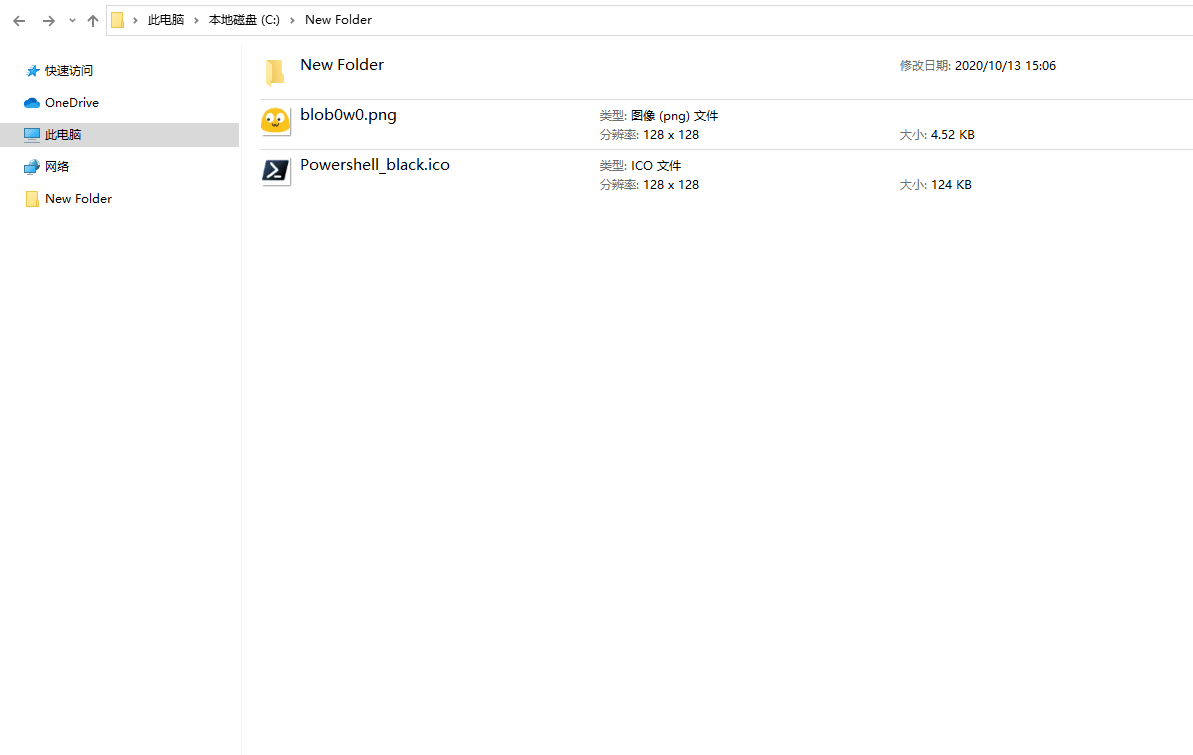 此电脑 › 本地磁盘 (C:) › New Folder
快速访问
OneDrive
此电脑
网络
New Folder
New Folder
修改日期: 2020/10/13 15:06
blob0w0.png
类型: 图像 (png) 文件
分辨率: 128 x 128
大小: 4.52 KB
Powershell_black.ico
类型: ICO 文件
分辨率: 128 x 128
大小: 124 KB